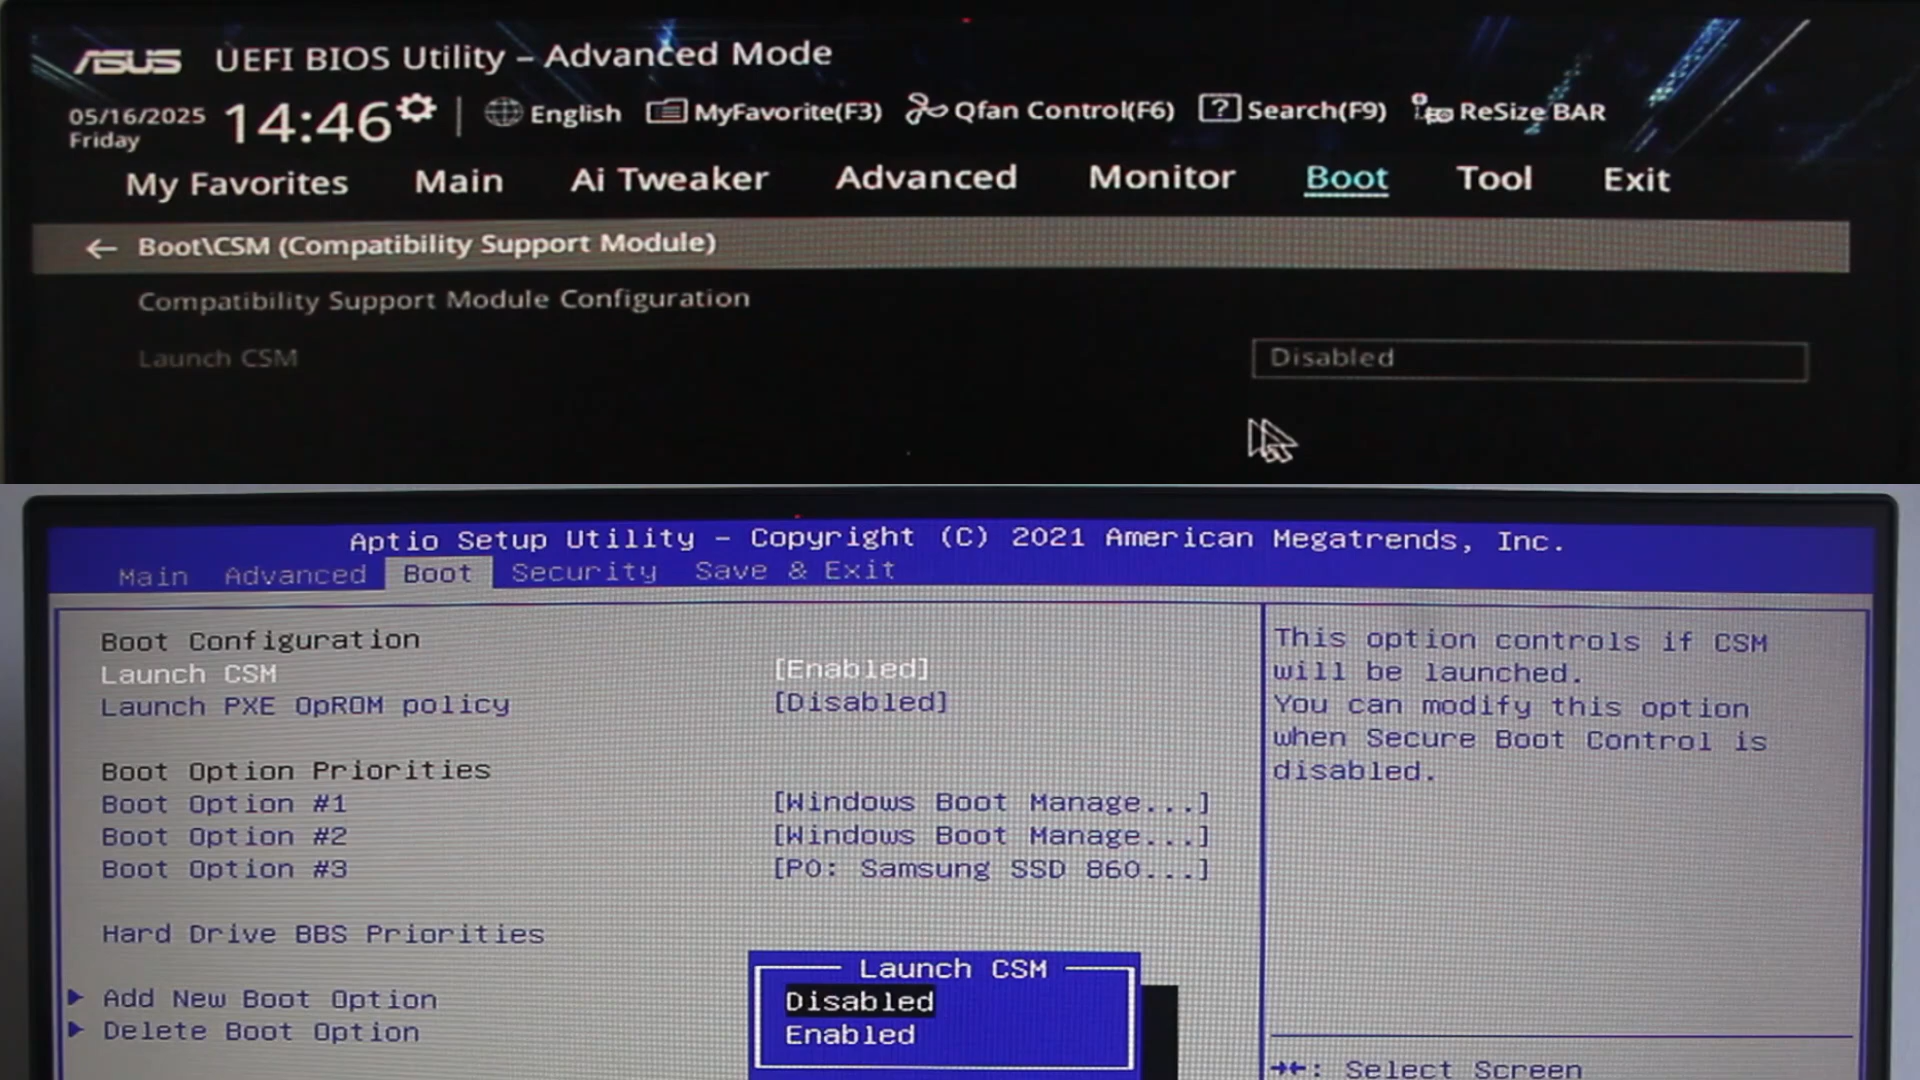 ASUS UEFI BIOS Utility – Advanced Mode
05/16/2025
Friday
14:46
English MyFavorite(F3) Qfan Control(F6) ? Search(F9) ReSize BAR
My Favorites Main Ai Tweaker Advanced Monitor Boot Tool Exit
← Boot\CSM (Compatibility Support Module)
Compatibility Support Module Configuration
Launch CSM Disabled
Aptio Setup Utility - Copyright (C) 2021 American Megatrends, Inc.
Main Advanced Boot Security Save & Exit
Boot Configuration
Launch CSM [Enabled]
Launch PXE OpROM policy [Disabled]
Boot Option Priorities
Boot Option #1 [Windows Boot Manage...]
Boot Option #2 [Windows Boot Manage...]
Boot Option #3 [P0: Samsung SSD 860...]
Hard Drive BBS Priorities
Add New Boot Option
Delete Boot Option
Launch CSM
Disabled
Enabled
This option controls if CSM
will be launched.
You can modify this option
when Secure Boot Control is
disabled.
→←: Select Screen